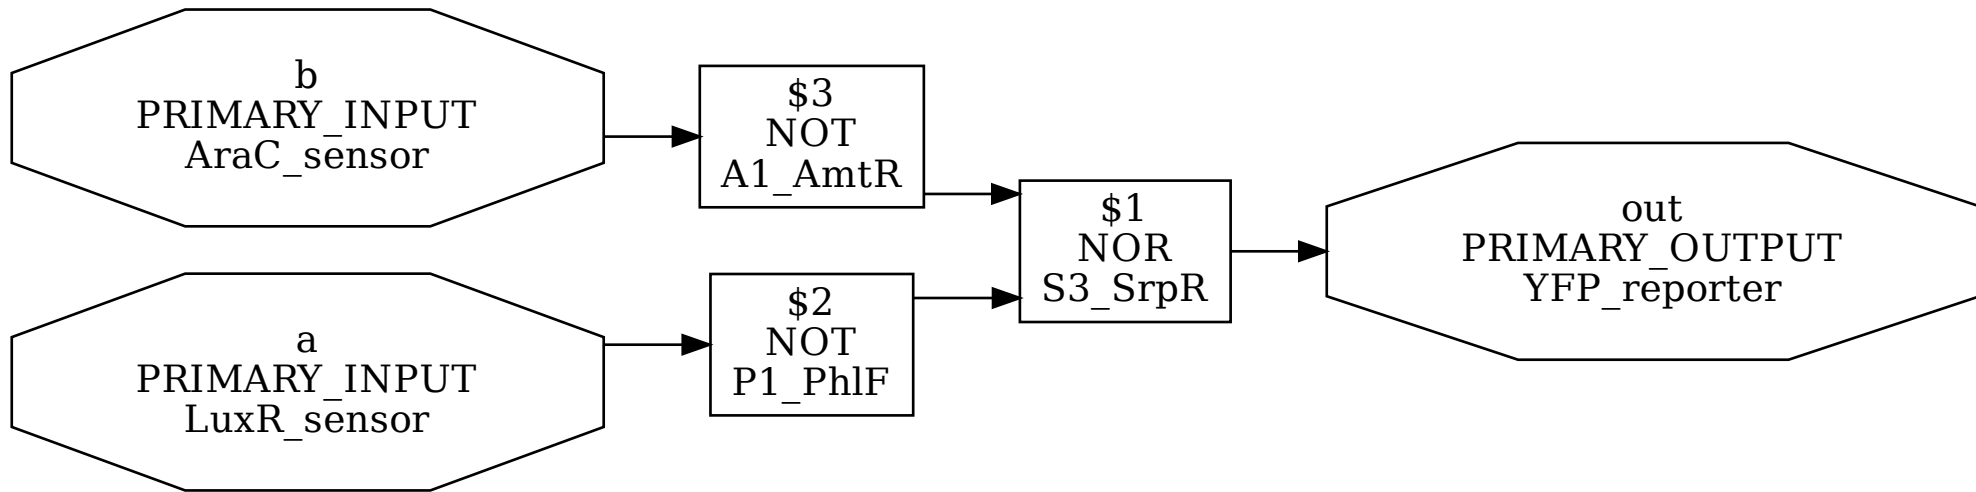 b
PRIMARY_INPUT
AraC_sensor
$3
NOT
A1_AmtR
a
PRIMARY_INPUT
LuxR_sensor
$2
NOT
P1_PhlF
$1
NOR
S3_SrpR
out
PRIMARY_OUTPUT
YFP_reporter